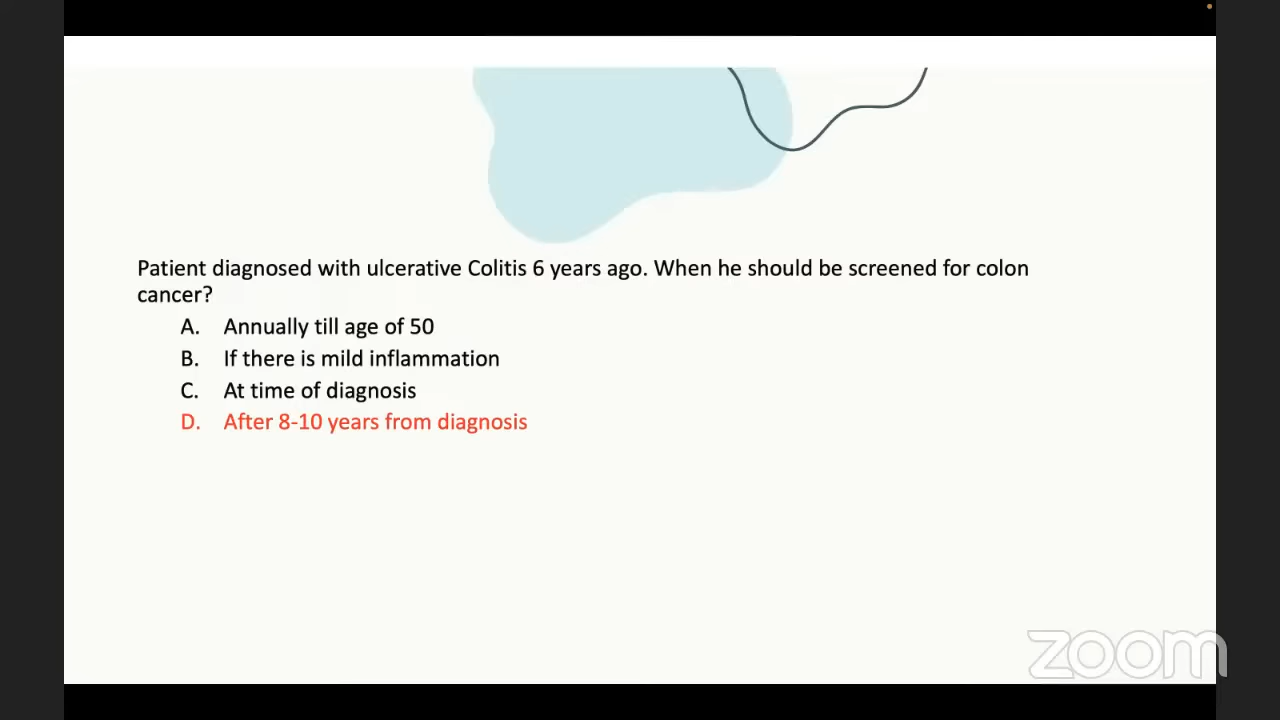 Patient diagnosed with ulcerative Colitis 6 years ago. When he should be screened for colon
cancer?
A. Annually till age of 50
B. If there is mild inflammation
C. At time of diagnosis
D. After 8-10 years from diagnosis
zoom